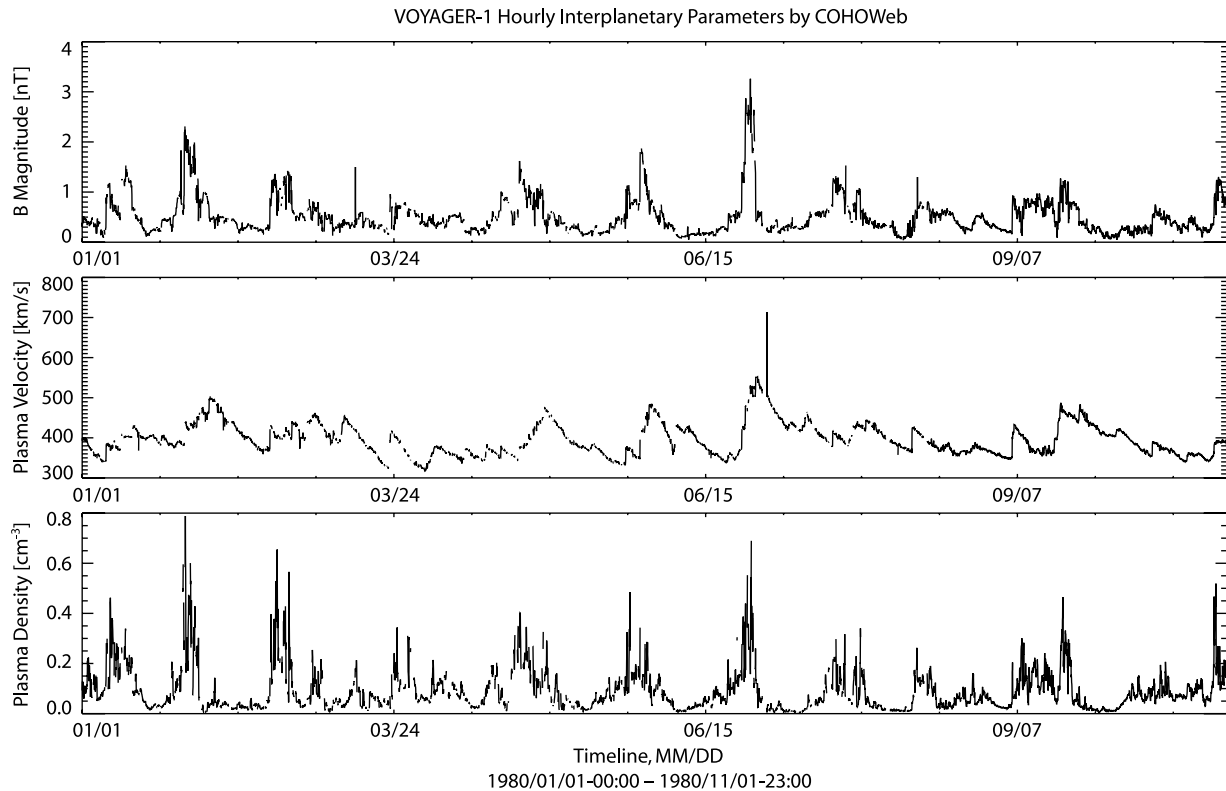 VOYAGER-1 Hourly Interplanetary Parameters by COHOWeb
B Magnitude [nT]
4
3
2
1
0
01/01 03/24 06/15 09/07
Plasma Velocity [km/s]
800
700
600
500
400
300
01/01 03/24 06/15 09/07
Plasma Density [cm⁻³]
0.8
0.6
0.4
0.2
0.0
01/01 03/24 06/15 09/07
Timeline, MM/DD
1980/01/01-00:00 – 1980/11/01-23:00